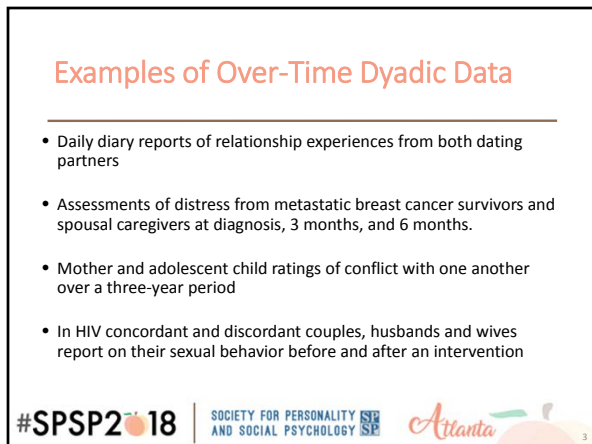 Examples of Over-Time Dyadic Data
• Daily diary reports of relationship experiences from both dating
partners
• Assessments of distress from metastatic breast cancer survivors and
spousal caregivers at diagnosis, 3 months, and 6 months.
• Mother and adolescent child ratings of conflict with one another
over a three-year period
• In HIV concordant and discordant couples, husbands and wives
report on their sexual behavior before and after an intervention
#SPSP2018
SOCIETY FOR PERSONALITY
AND SOCIAL PSYCHOLOGY
SP
SP
Atlanta
3